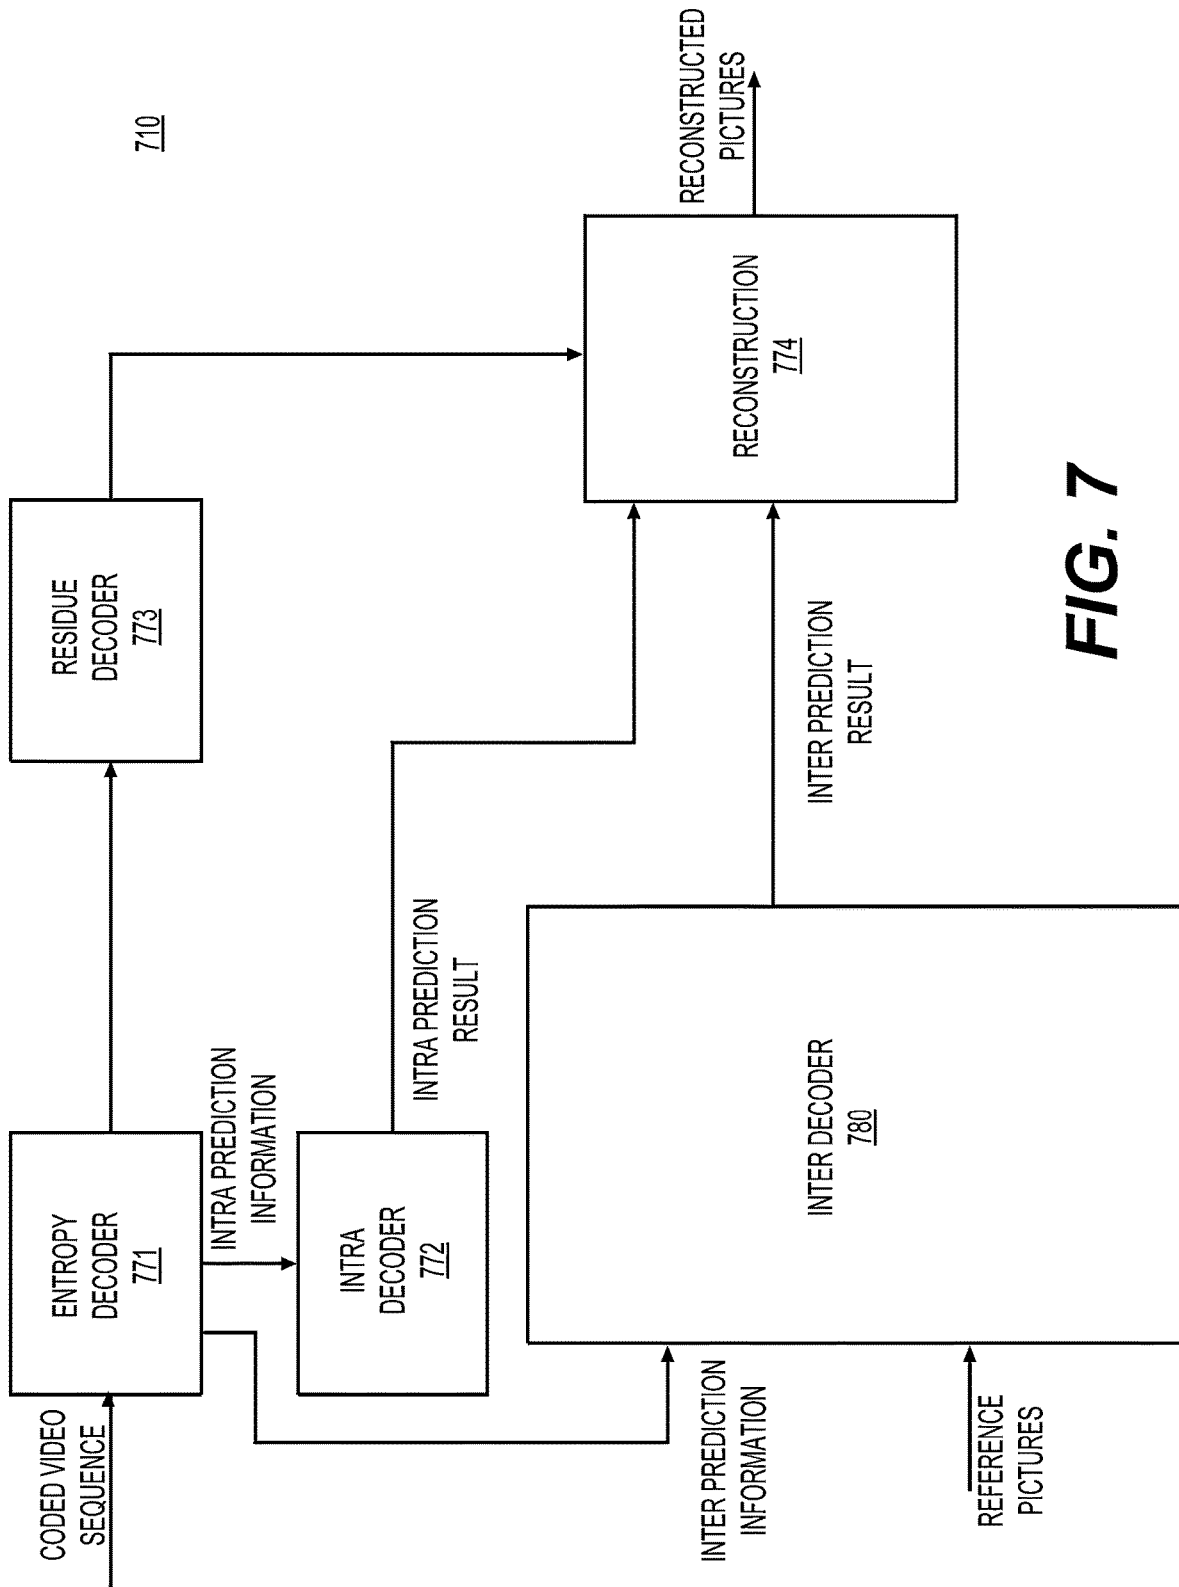 710
CODED VIDEO
SEQUENCE
ENTROPY
DECODER
771
RESIDUE
DECODER
773
INTRA PREDICTION
INFORMATION
INTRA
DECODER
772
INTRA PREDICTION
RESULT
RECONSTRUCTED
PICTURES
RECONSTRUCTION
774
INTER PREDICTION
INFORMATION
INTER DECODER
780
INTER PREDICTION
RESULT
REFERENCE
PICTURES
FIG. 7